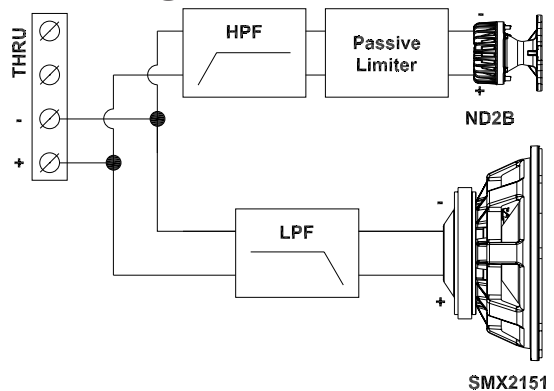 THRU
-
+
HPF
Passive
Limiter
-
+
ND2B
LPF
-
+
SMX2151